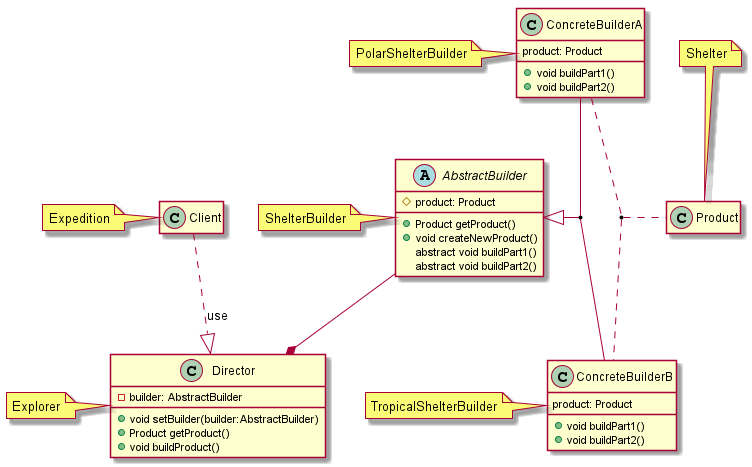 C ConcreteBuilderA
product: Product
void buildPart1()
void buildPart2()
PolarShelterBuilder
Shelter
A AbstractBuilder
product: Product
Product getProduct()
void createNewProduct()
abstract void buildPart1()
abstract void buildPart2()
ShelterBuilder
Expedition
C Client
C Product
use
C Director
builder: AbstractBuilder
void setBuilder(builder:AbstractBuilder)
Product getProduct()
void buildProduct()
Explorer
C ConcreteBuilderB
product: Product
void buildPart1()
void buildPart2()
TropicalShelterBuilder